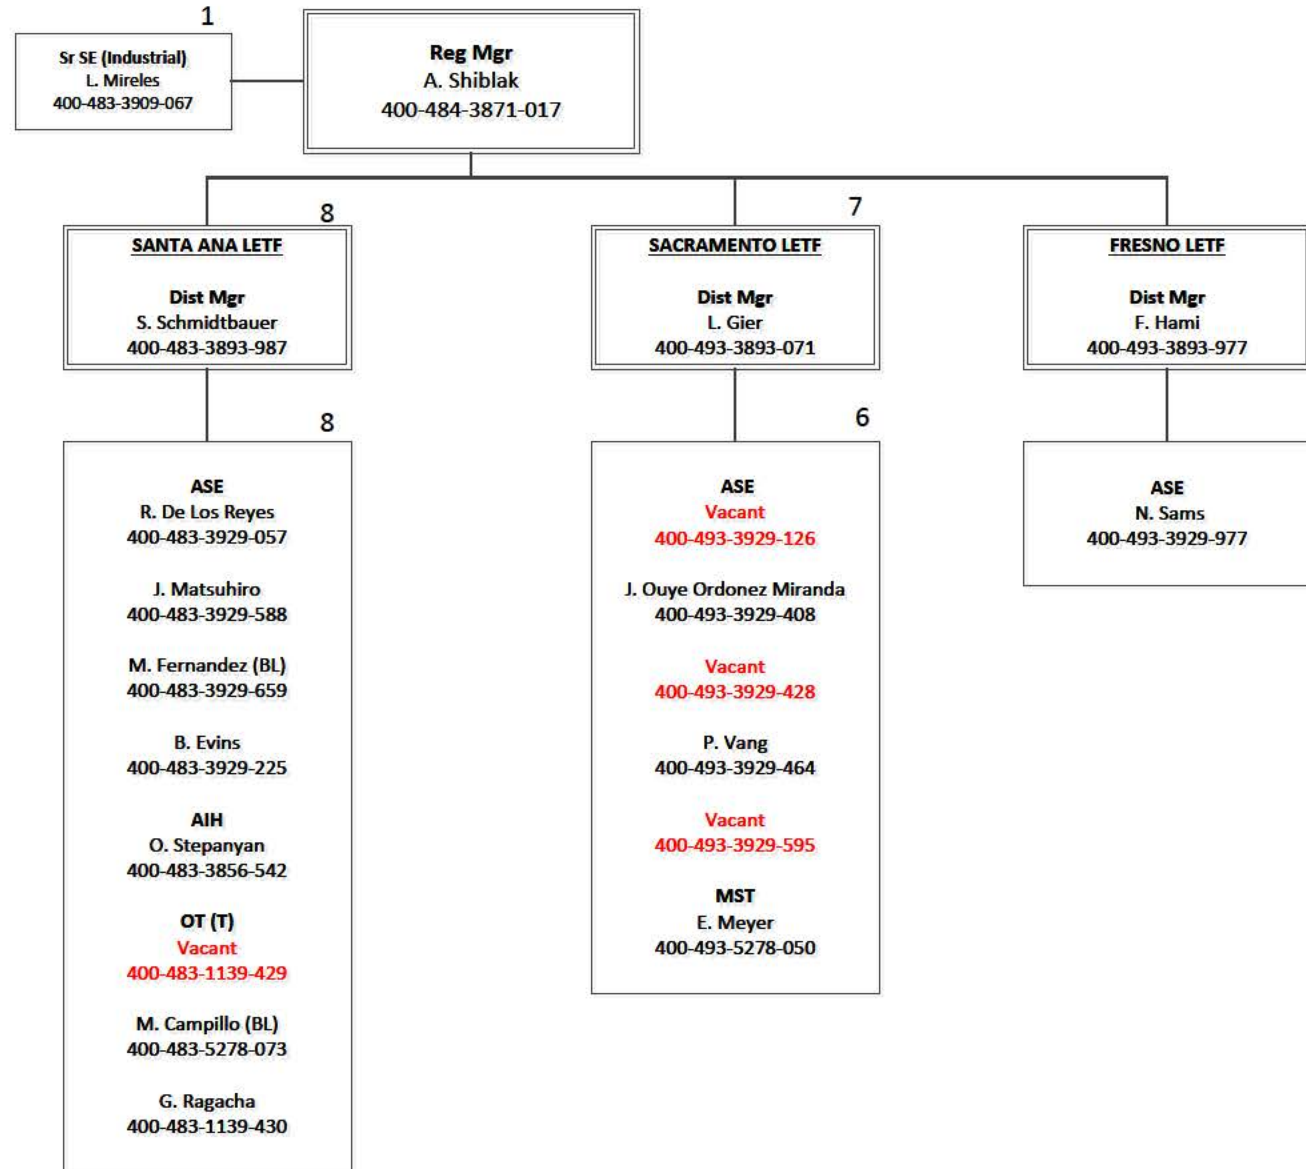 1
Sr SE (Industrial)
L. Mireles
400-483-3909-067
Reg Mgr
A. Shiblak
400-484-3871-017
8
SANTA ANA LETF
Dist Mgr
S. Schmidtbauer
400-483-3893-987
8
ASE
R. De Los Reyes
400-483-3929-057
J. Matsuhiro
400-483-3929-588
M. Fernandez (BL)
400-483-3929-659
B. Evins
400-483-3929-225
AIH
O. Stepanyan
400-483-3856-542
OT (T)
Vacant
400-483-1139-429
M. Campillo (BL)
400-483-5278-073
G. Ragacha
400-483-1139-430
7
SACRAMENTO LETF
Dist Mgr
L. Gier
400-493-3893-071
6
ASE
Vacant
400-493-3929-126
J. Ouye Ordonez Miranda
400-493-3929-408
Vacant
400-493-3929-428
P. Vang
400-493-3929-464
Vacant
400-493-3929-595
MST
E. Meyer
400-493-5278-050
FRESNO LETF
Dist Mgr
F. Hami
400-493-3893-977
ASE
N. Sams
400-493-3929-977